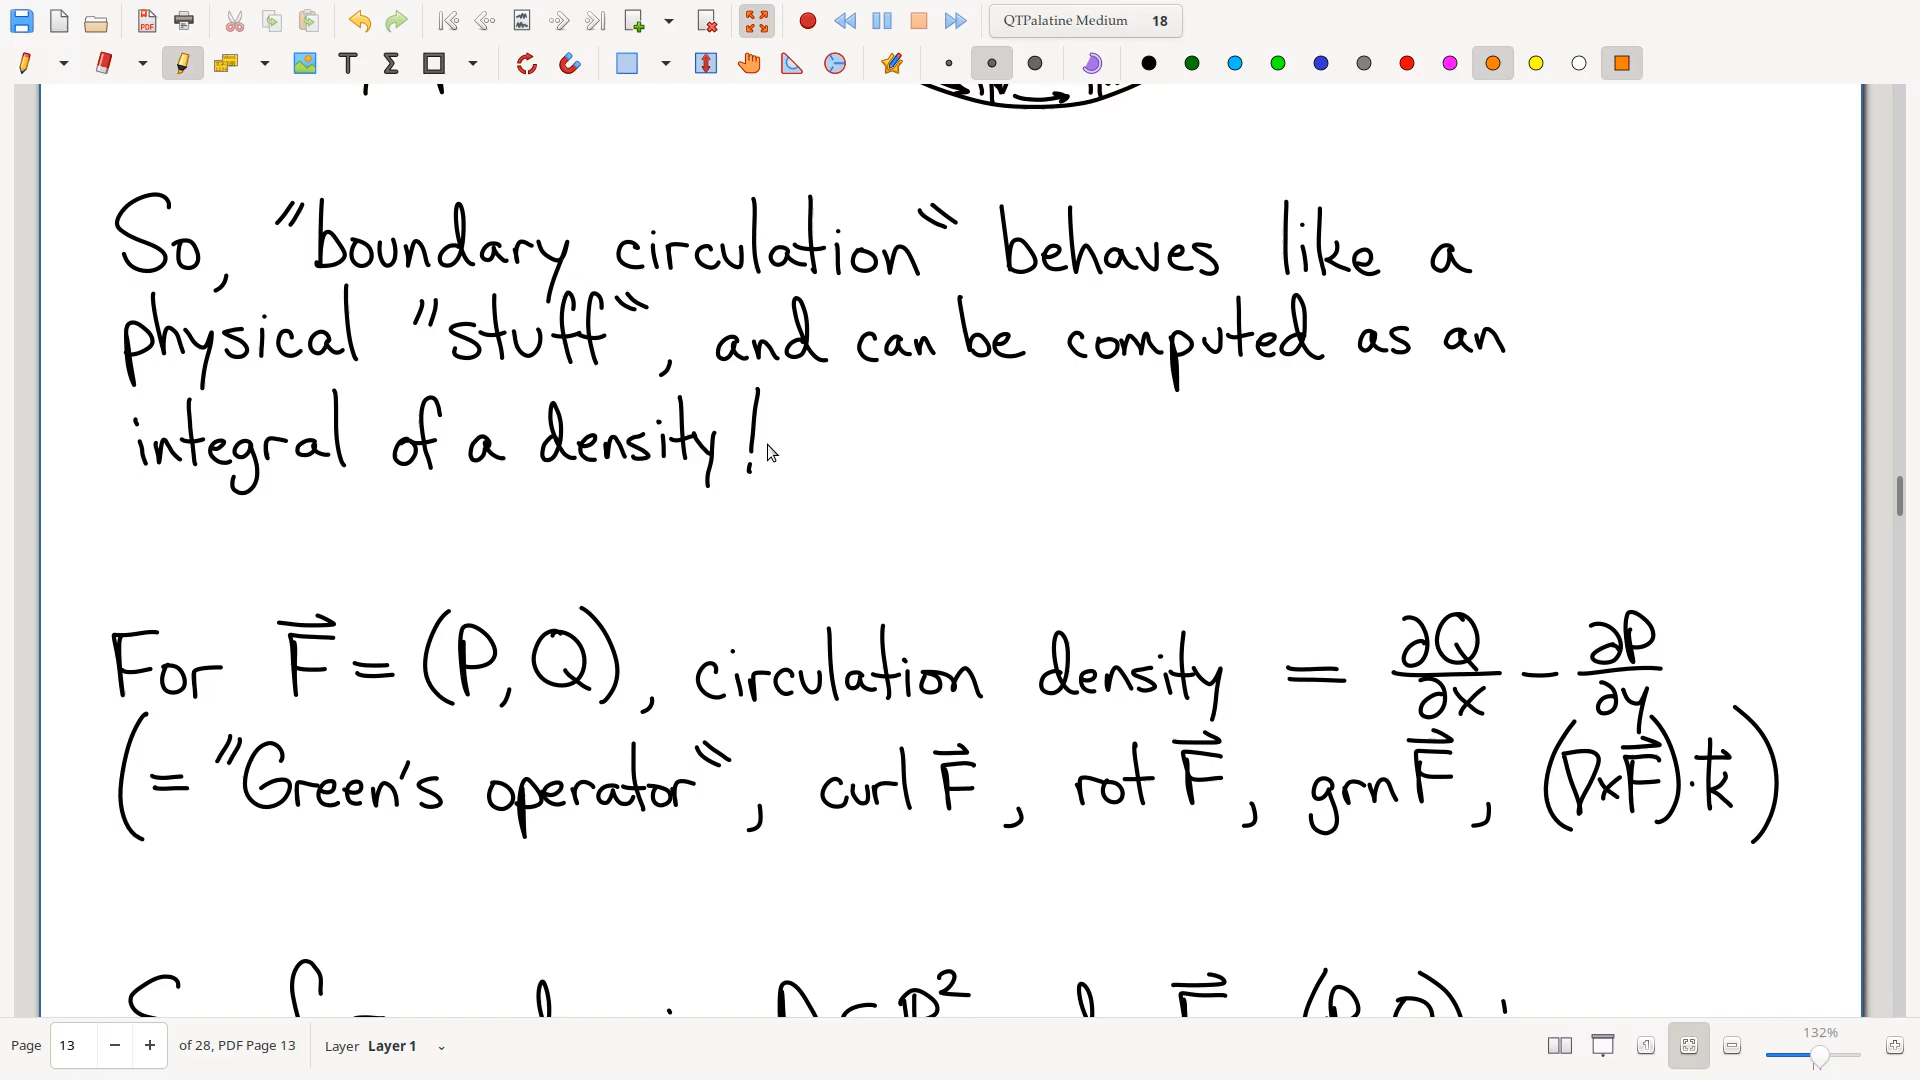 QTPalatine Medium 18
So, "boundary circulation" behaves like a
physical "stuff", and can be computed as an
integral of a density!
For F⃗ = (P, Q), circulation density = ∂Q/∂x − ∂P/∂y
(= "Green's operator", curl F⃗, rot F⃗, grn F⃗, (∇×F⃗)·k⃗)
Page 13 − + of 28, PDF Page 13 Layer Layer 1 132%